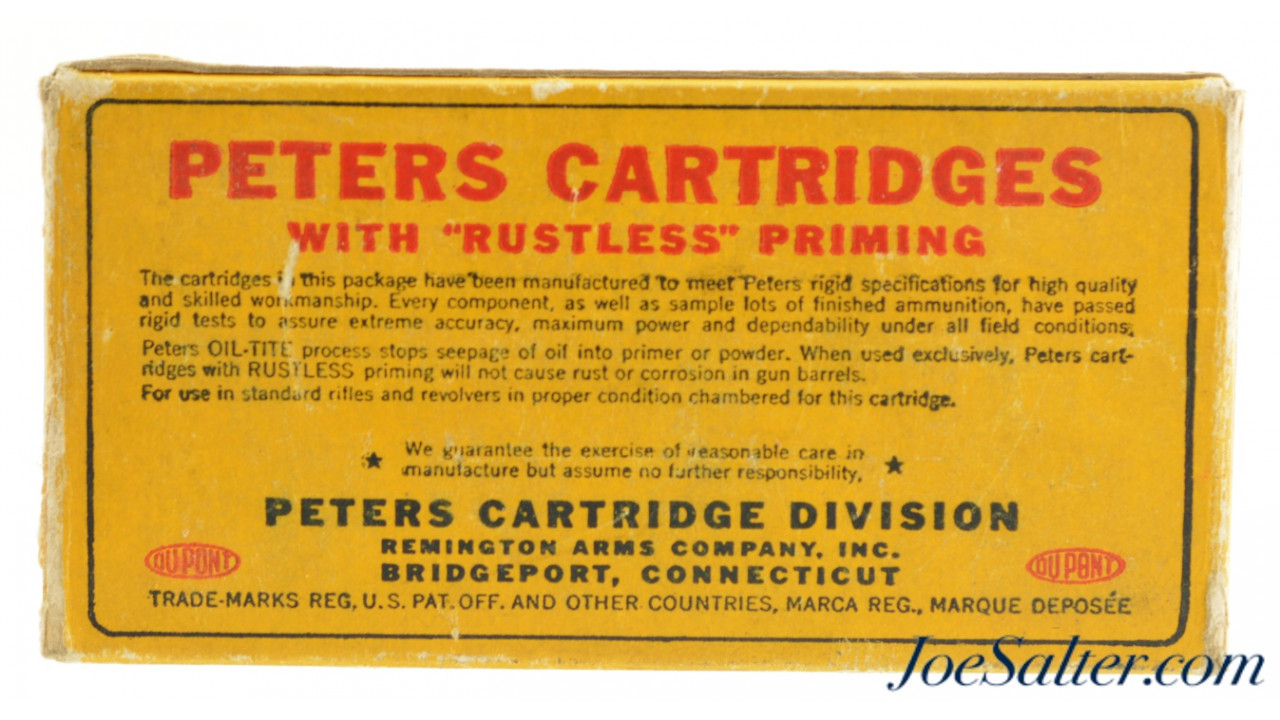 PETERS CARTRIDGES
WITH "RUSTLESS" PRIMING
The cartridges in this package have been manufactured to meet Peters rigid specifications for high quality
and skilled workmanship. Every component, as well as sample lots of finished ammunition, have passed
rigid tests to assure extreme accuracy, maximum power and dependability under all field conditions.
Peters OIL-TITE process stops seepage of oil into primer or powder. When used exclusively, Peters cart-
ridges with RUSTLESS priming will not cause rust or corrosion in gun barrels.
For use in standard rifles and revolvers in proper condition chambered for this cartridge.
We guarantee the exercise of reasonable care in
manufacture but assume no further responsibility.
PETERS CARTRIDGE DIVISION
REMINGTON ARMS COMPANY, INC.
DU PONT
DU PONT
BRIDGEPORT, CONNECTICUT
TRADE-MARKS REG. U.S. PAT. OFF. AND OTHER COUNTRIES, MARCA REG., MARQUE DEPOSÉE
JoeSalter.com